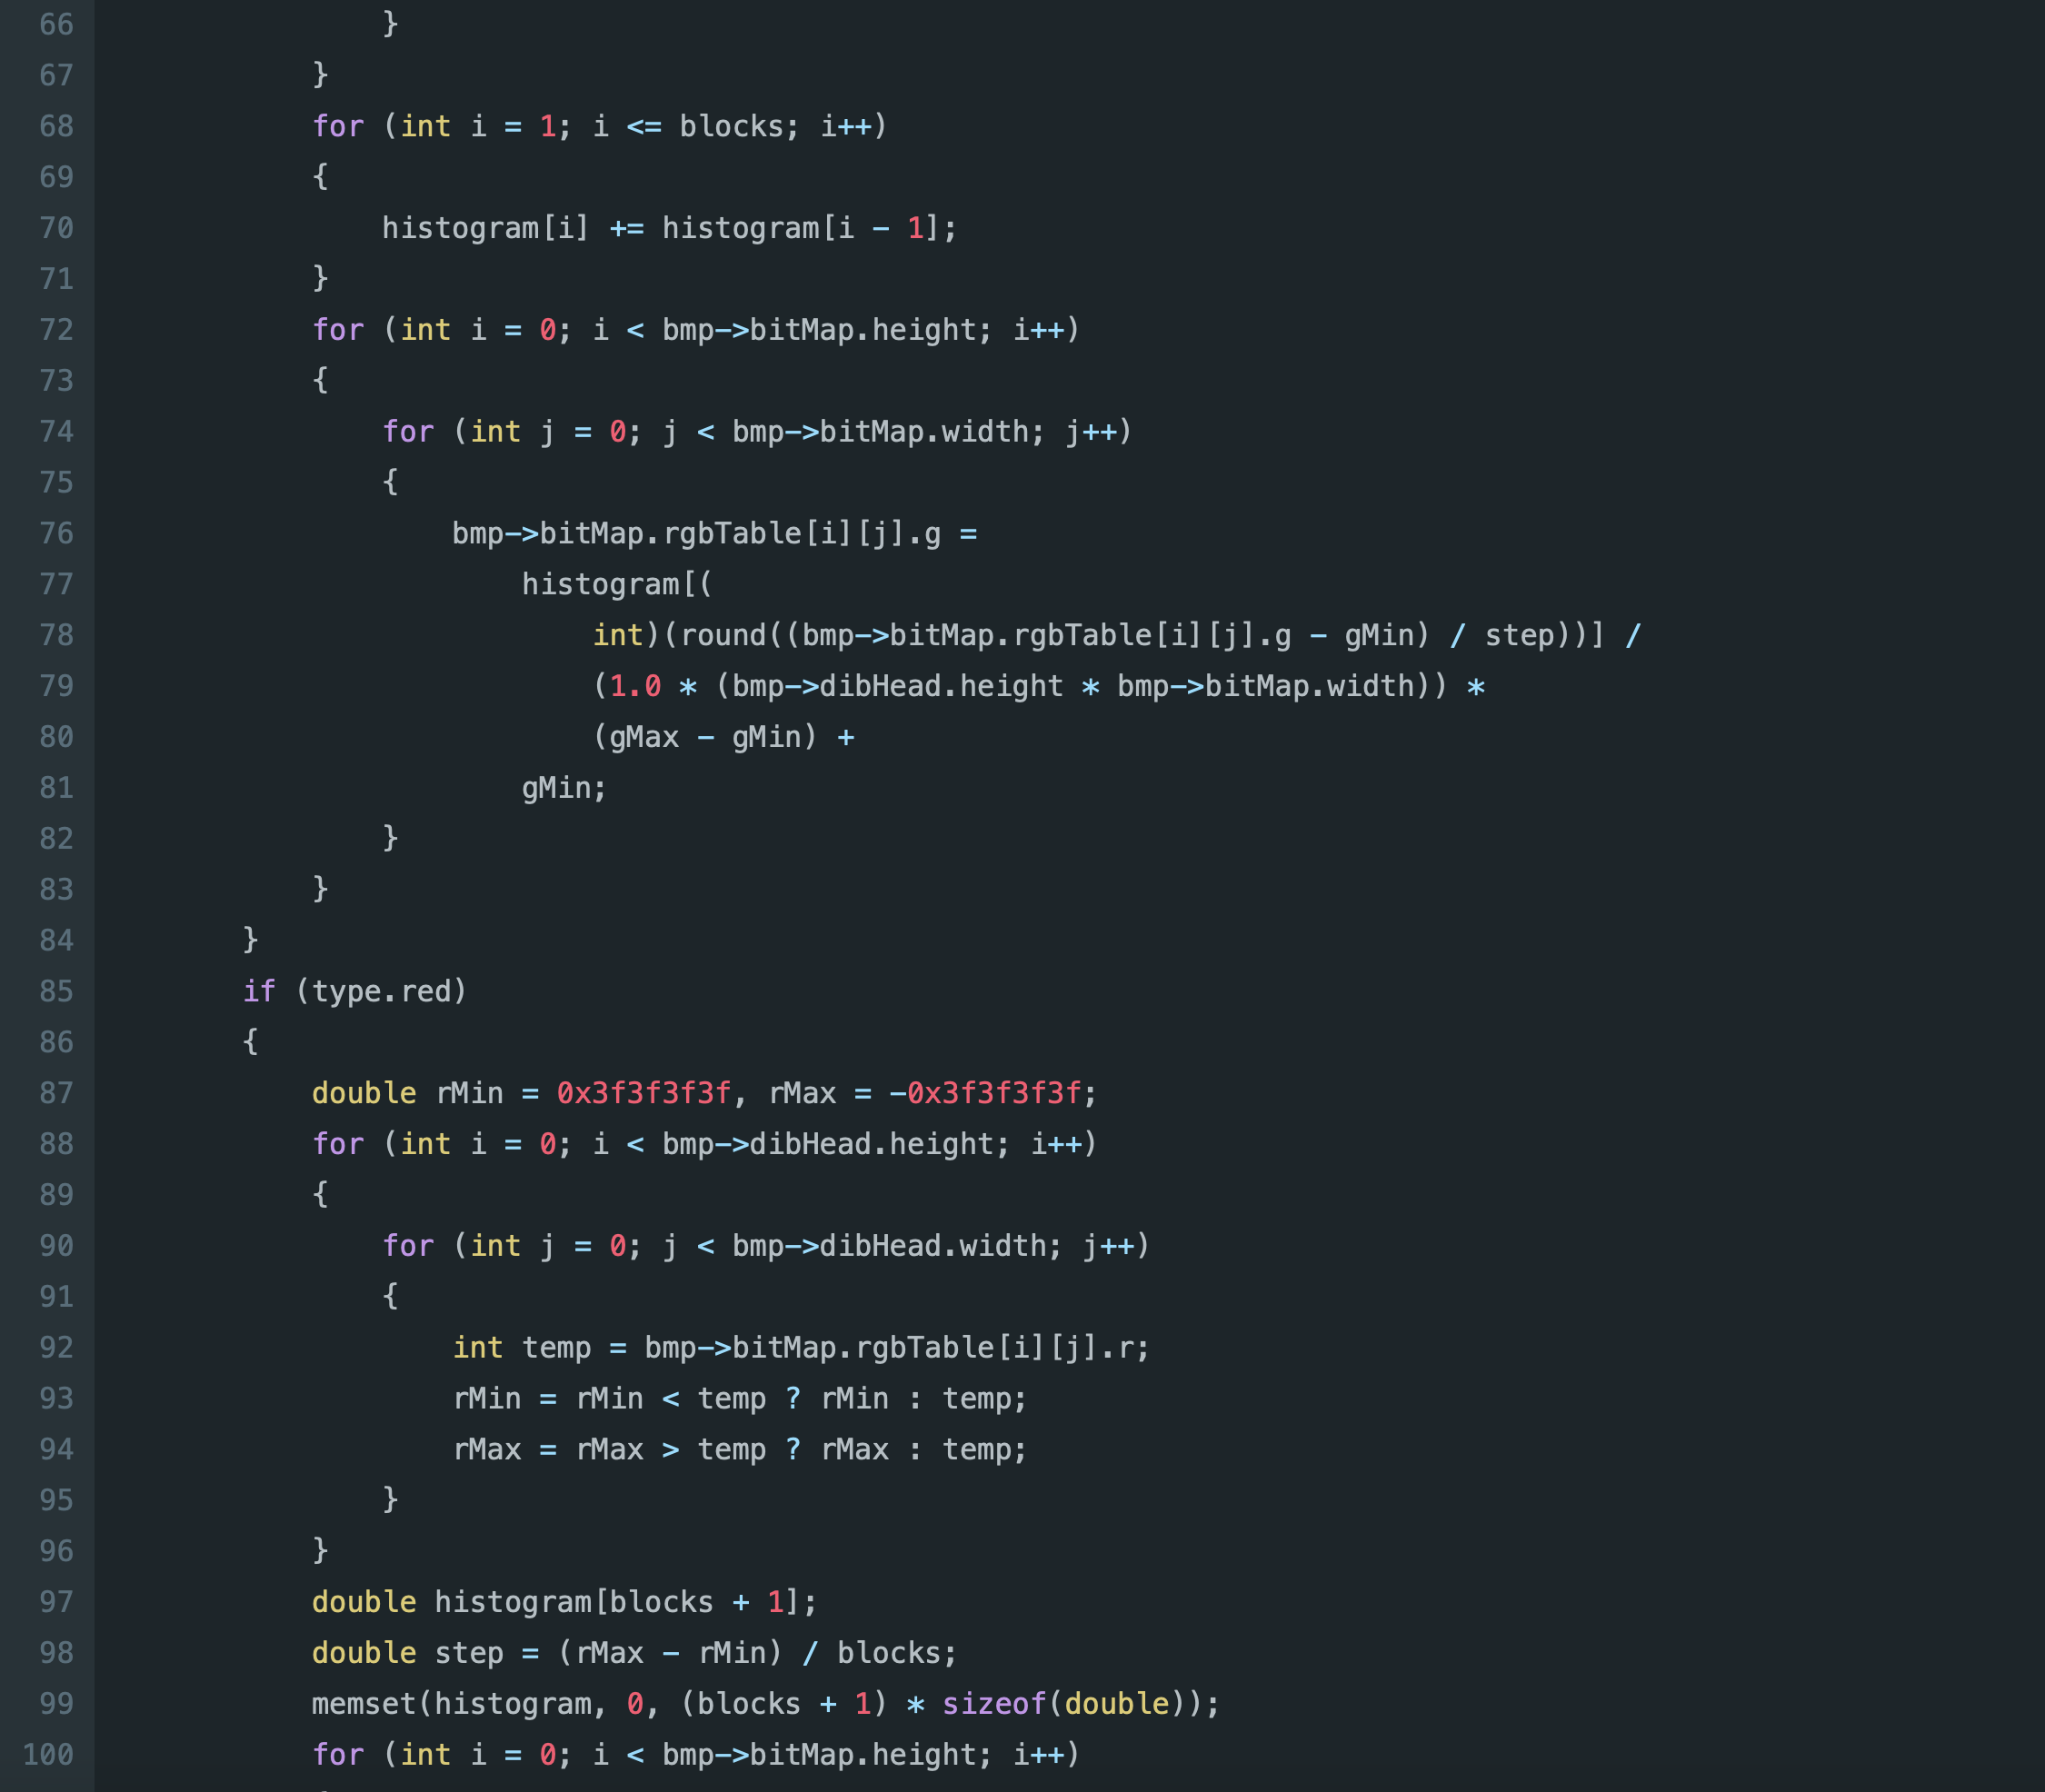 66 }
67 }
68 for (int i = 1; i <= blocks; i++)
69 {
70 histogram[i] += histogram[i - 1];
71 }
72 for (int i = 0; i < bmp->bitMap.height; i++)
73 {
74 for (int j = 0; j < bmp->bitMap.width; j++)
75 {
76 bmp->bitMap.rgbTable[i][j].g =
77 histogram[(
78 int)(round((bmp->bitMap.rgbTable[i][j].g - gMin) / step))] /
79 (1.0 * (bmp->dibHead.height * bmp->bitMap.width)) *
80 (gMax - gMin) +
81 gMin;
82 }
83 }
84 }
85 if (type.red)
86 {
87 double rMin = 0x3f3f3f3f, rMax = -0x3f3f3f3f;
88 for (int i = 0; i < bmp->dibHead.height; i++)
89 {
90 for (int j = 0; j < bmp->dibHead.width; j++)
91 {
92 int temp = bmp->bitMap.rgbTable[i][j].r;
93 rMin = rMin < temp ? rMin : temp;
94 rMax = rMax > temp ? rMax : temp;
95 }
96 }
97 double histogram[blocks + 1];
98 double step = (rMax - rMin) / blocks;
99 memset(histogram, 0, (blocks + 1) * sizeof(double));
100 for (int i = 0; i < bmp->bitMap.height; i++)